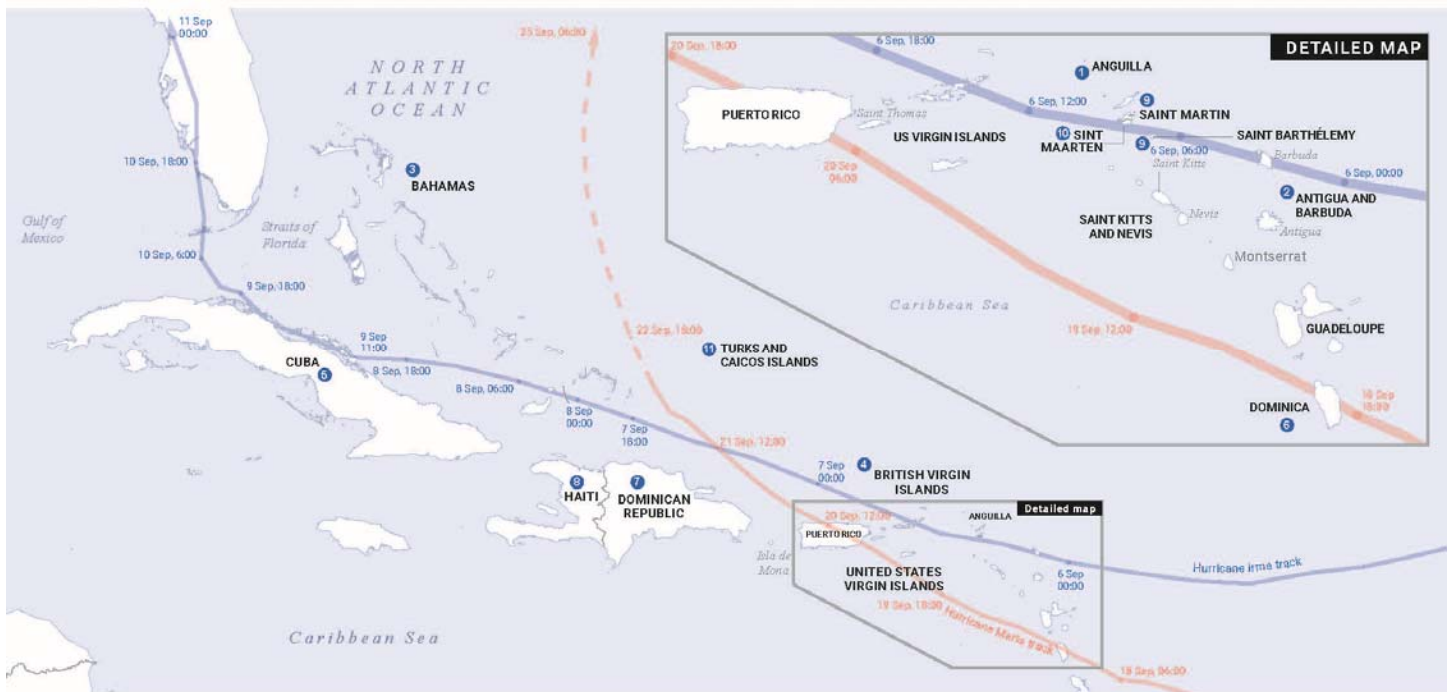 11 Sep
00:00
25 Sep, 06:00
NORTH
ATLANTIC
OCEAN
10 Sep, 18:00
3
BAHAMAS
Gulf of
Mexico
Straits of
Florida
10 Sep, 6:00
9 Sep, 18:00
22 Sep, 18:00
9 Sep
11:00
11 TURKS AND
CAICOS ISLANDS
CUBA
5
8 Sep, 18:00
8 Sep, 06:00
8 Sep
00:00
7 Sep
18:00
21 Sep, 12:00
7 Sep
00:00
4
BRITISH VIRGIN
ISLANDS
8
HAITI
7
DOMINICAN
REPUBLIC
Detailed map
20 Sep, 12:00
ANGUILLA
PUERTO RICO
Isla de
Mona
UNITED STATES
VIRGIN ISLANDS
6 Sep
00:00
Hurricane irma track
19 Sep, 18:00
Hurricane Maria track
18 Sep, 06:00
Caribbean Sea
DETAILED MAP
20 Sep, 18:00
6 Sep, 18:00
1
ANGUILLA
PUERTO RICO
Saint Thomas
6 Sep, 12:00
9
SAINT MARTIN
US VIRGIN ISLANDS
10 SINT
MAARTEN
9
SAINT BARTHÉLEMY
6 Sep, 06:00
Barbuda
Saint Kitts
20 Sep
06:00
6 Sep, 00:00
2
ANTIGUA AND
BARBUDA
SAINT KITTS
AND NEVIS
Nevis
Antigua
Montserrat
Caribbean Sea
19 Sep, 12:00
GUADELOUPE
18 Sep
18:00
DOMINICA
6